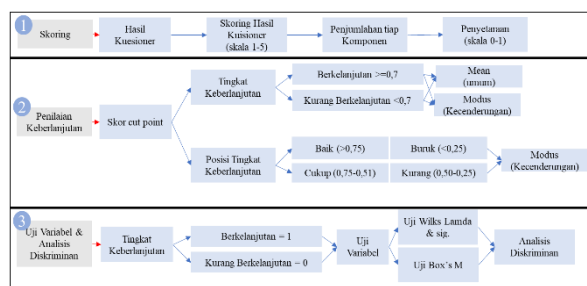 1
Skoring
Hasil
Kuesioner
Skoring Hasil
Kuisioner
(skala 1-5)
Penjumlahan tiap
Komponen
Penyetaraan
(skala 0-1)
2
Penilaian
Keberlanjutan
Skor cut point
Tingkat
Keberlanjutan
Berkelanjutan >=0,7
Kurang Berkelanjutan <0,7
Mean
(umum)
Modus
(Kecenderungan)
Posisi Tingkat
Keberlanjutan
Baik (>0,75)
Buruk (<0,25)
Cukup (0,75-0,51)
Kurang (0,50-0,25)
Modus
(Kecenderungan)
3
Uji Variabel &
Analisis
Diskriminan
Tingkat
Keberlanjutan
Berkelanjutan = 1
Kurang Berkelanjutan = 0
Uji
Variabel
Uji Wilks Lamda
& sig.
Uji Box's M
Analisis
Diskriminan